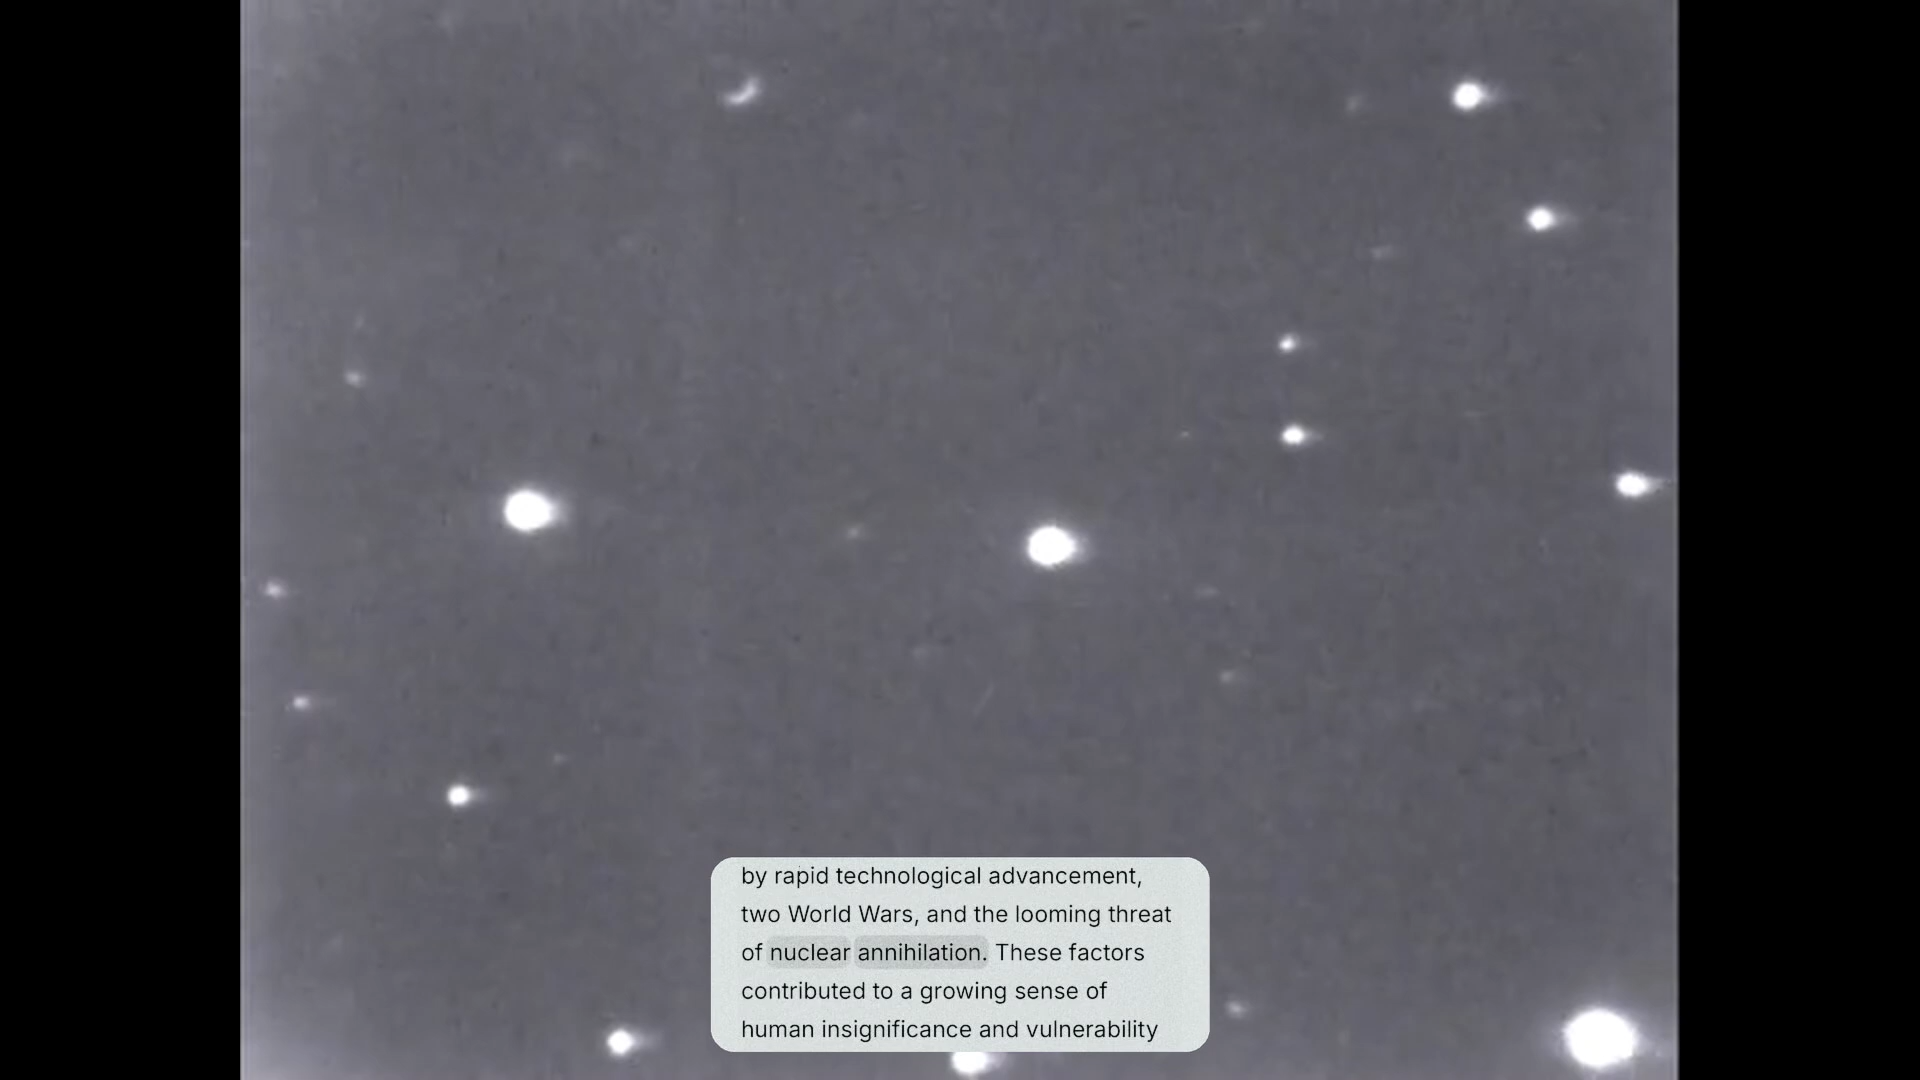 by rapid technological advancement,
two World Wars, and the looming threat
of nuclear annihilation. These factors
contributed to a growing sense of
human insignificance and vulnerability